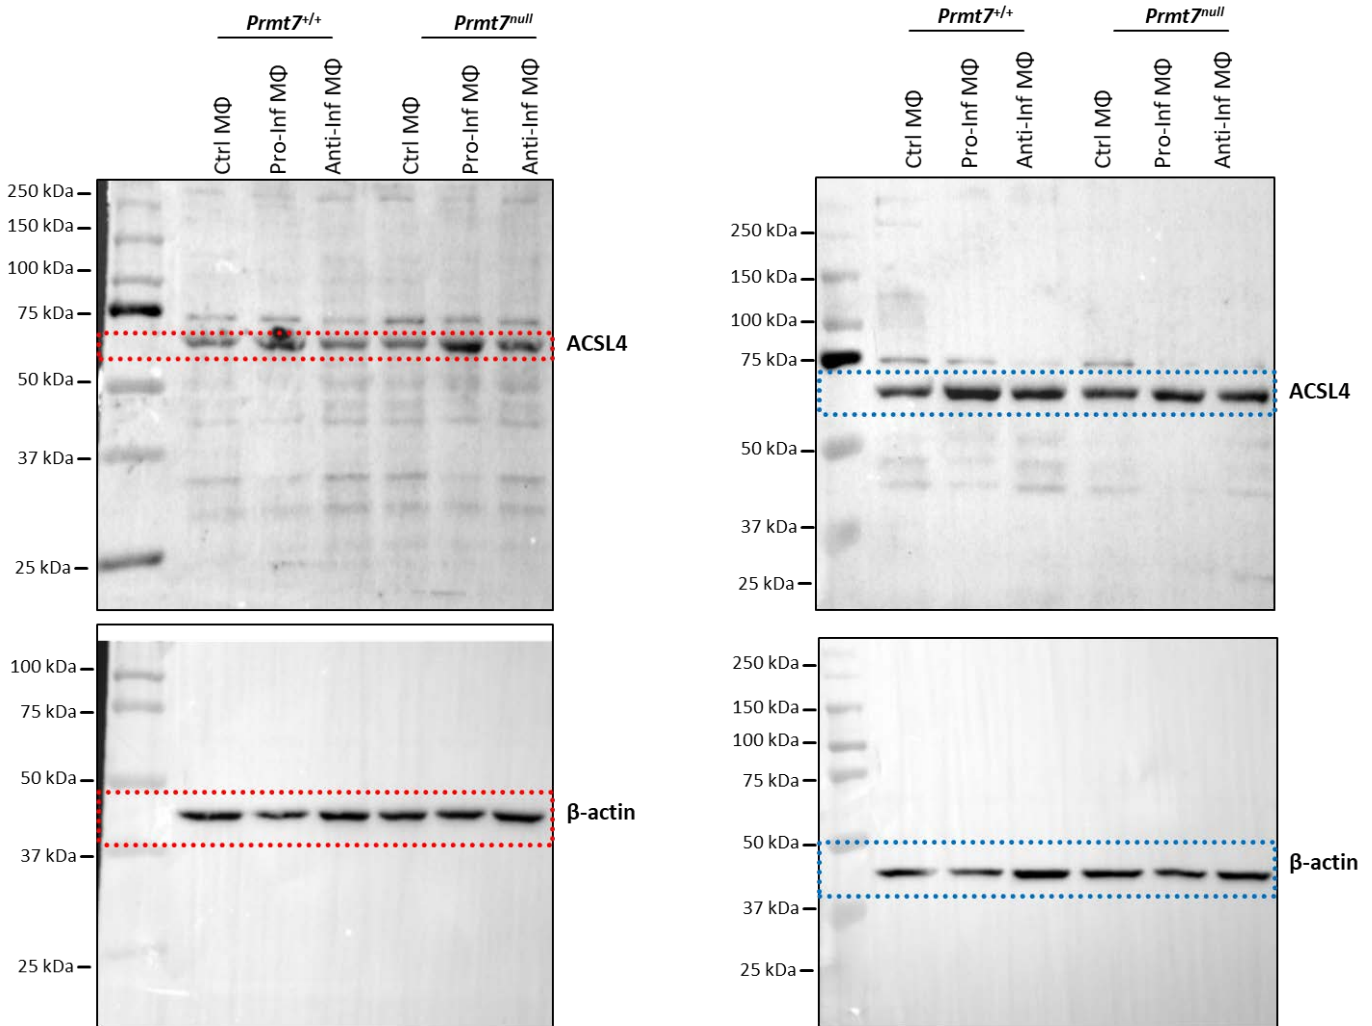 Prmt7+/+ Prmt7null
Ctrl MΦ Pro-Inf MΦ Anti-Inf MΦ Ctrl MΦ Pro-Inf MΦ Anti-Inf MΦ
250 kDa
150 kDa
100 kDa
75 kDa
ACSL4
50 kDa
37 kDa
25 kDa
100 kDa
75 kDa
50 kDa
β-actin
37 kDa
25 kDa
Prmt7+/+ Prmt7null
Ctrl MΦ Pro-Inf MΦ Anti-Inf MΦ Ctrl MΦ Pro-Inf MΦ Anti-Inf MΦ
250 kDa
150 kDa
100 kDa
75 kDa
ACSL4
50 kDa
37 kDa
25 kDa
250 kDa
150 kDa
100 kDa
75 kDa
50 kDa
β-actin
37 kDa
25 kDa